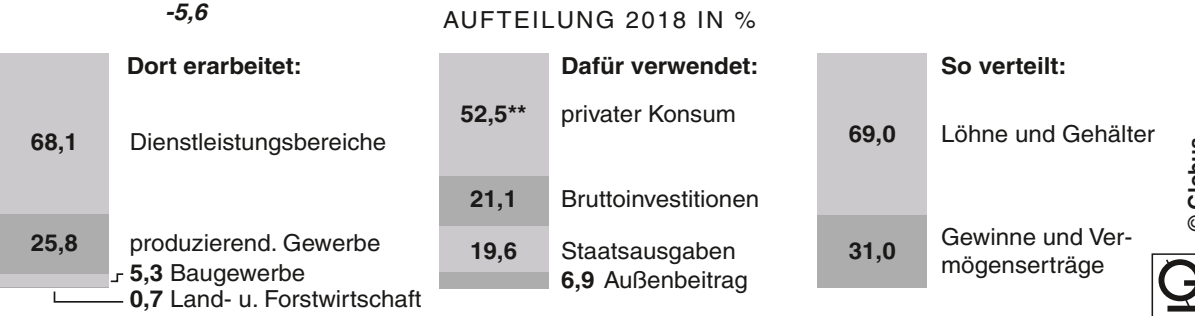 -5,6
AUFTEILUNG 2018 IN %
Dort erarbeitet:
68,1 Dienstleistungsbereiche
25,8 produzierend. Gewerbe
5,3 Baugewerbe
0,7 Land- u. Forstwirtschaft
Dafür verwendet:
52,5** privater Konsum
21,1 Bruttoinvestitionen
19,6 Staatsausgaben
6,9 Außenbeitrag
So verteilt:
69,0 Löhne und Gehälter
31,0 Gewinne und Ver-
mögenserträge
©